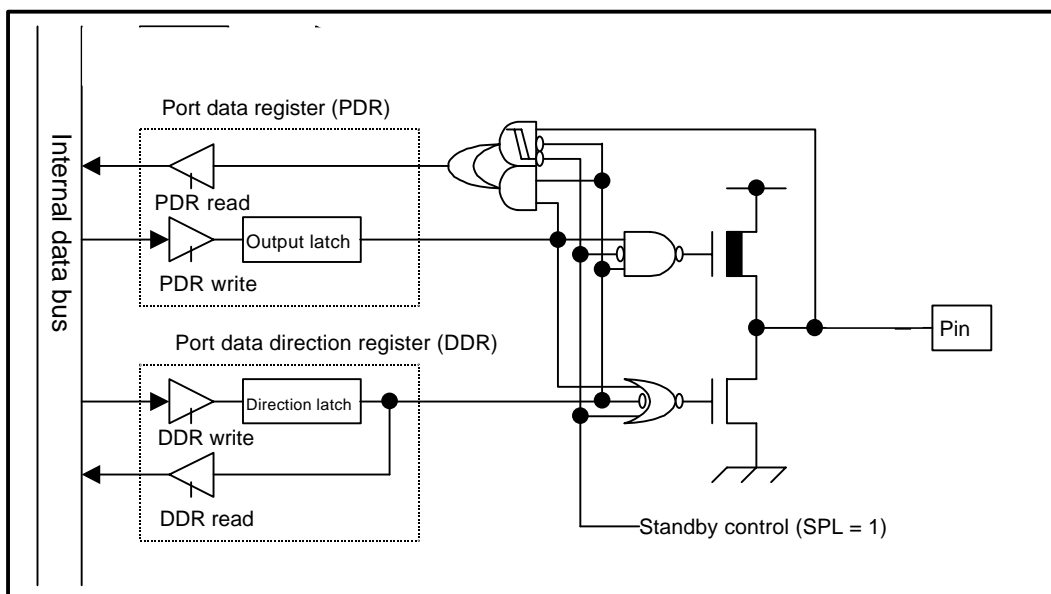 Internal data bus
Port data register (PDR)
PDR read
Output latch
PDR write
Port data direction register (DDR)
Direction latch
DDR write
DDR read
Pin
Standby control (SPL = 1)